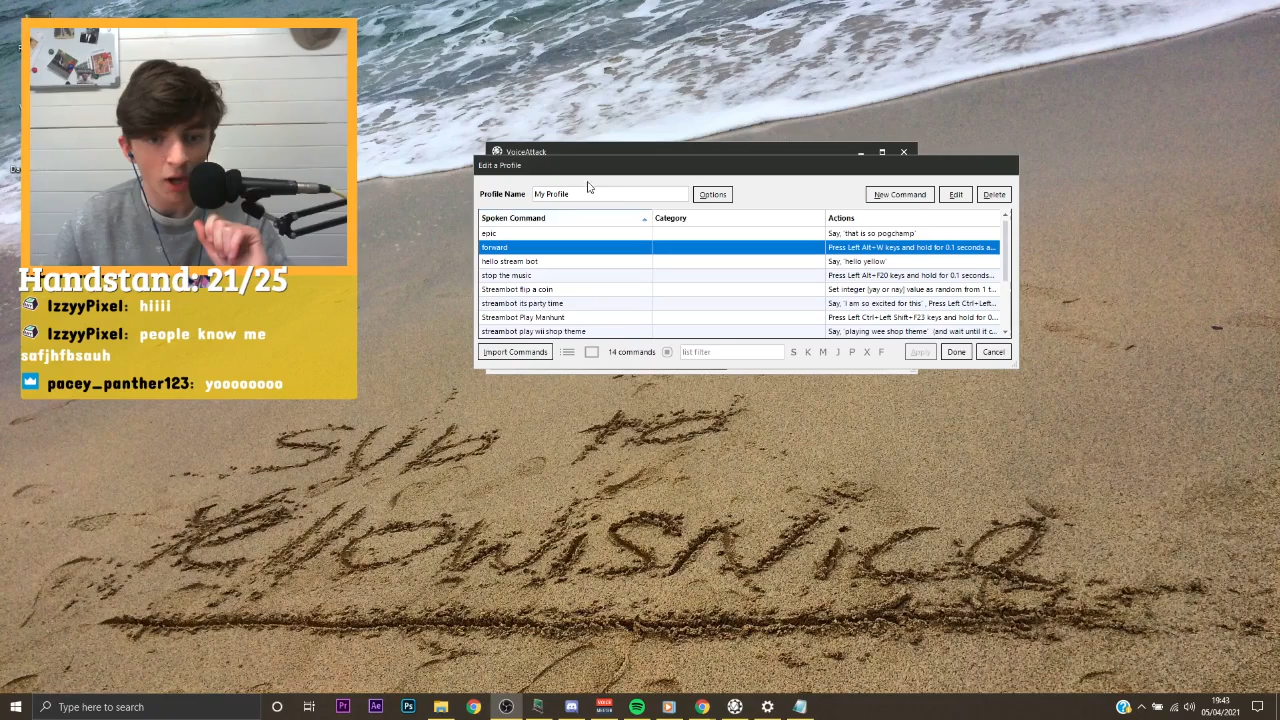 Handstand: 21/25
IzzyyPixel: hiiii
IzzyyPixel: people know me
safjhfbsauh
pacey_panther123: yoooooooo
VoiceAttack
Edit a Profile
Profile Name My Profile Options New Command Edit Delete
Spoken Command Category Actions
epic Say, 'that is so pogchamp'
forward Press Left Alt+W keys and hold for 0.1 seconds a...
hello stream bot Say, 'hello yellow'
stop the music Press Left Alt+F20 keys and hold for 0.1 seconds...
Streambot flip a coin Set integer [yay or nay] value as random from 1 t...
streambot its party time Say, 'I am so excited for this' , Press Left Ctrl+Left...
Streambot Play Manhunt Press Left Ctrl+Left Shift+F23 keys and hold for 0...
streambot play wii shop theme Say, 'playing wee shop theme' (and wait until it c...
Import Commands 14 commands list filter S K M J P X F Apply Done Cancel
sub to
YellowisNice
Type here to search
Pr Ae Ps VOICE MEETER
19:43
05/04/2021